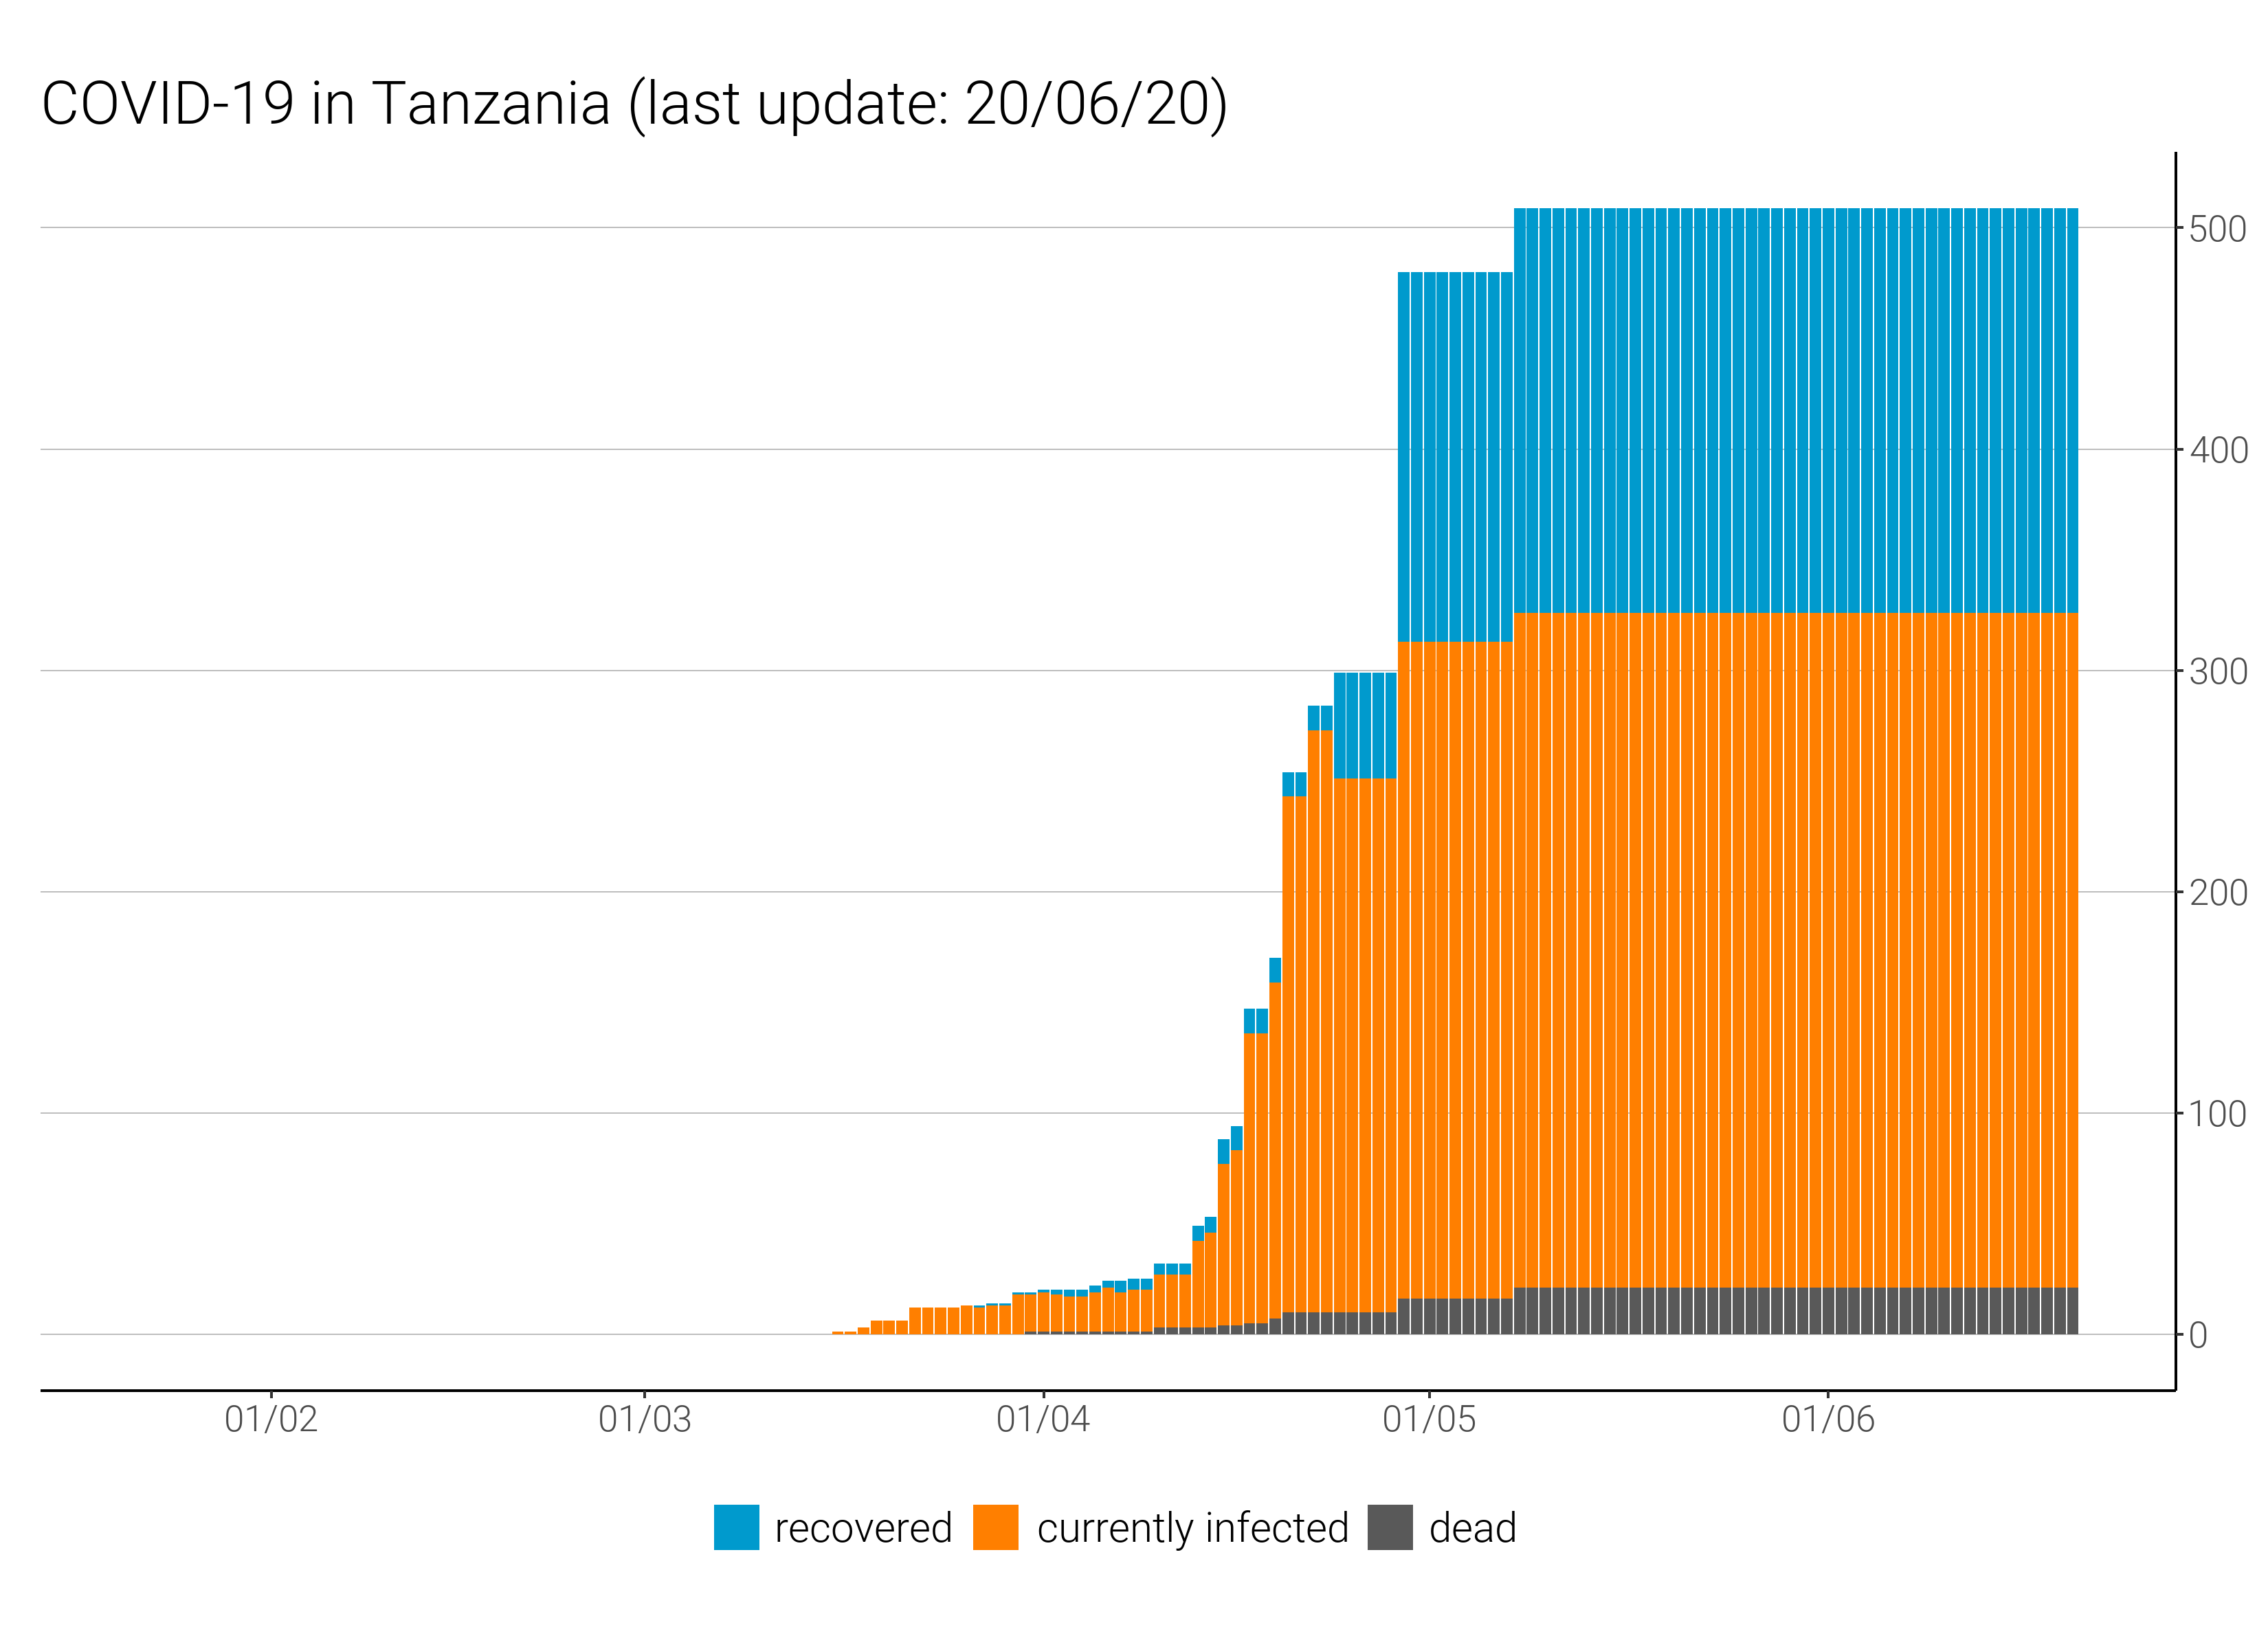 COVID-19 in Tanzania (last update: 20/06/20)
500
400
300
200
100
0
01/02 01/03 01/04 01/05 01/06
recovered currently infected dead